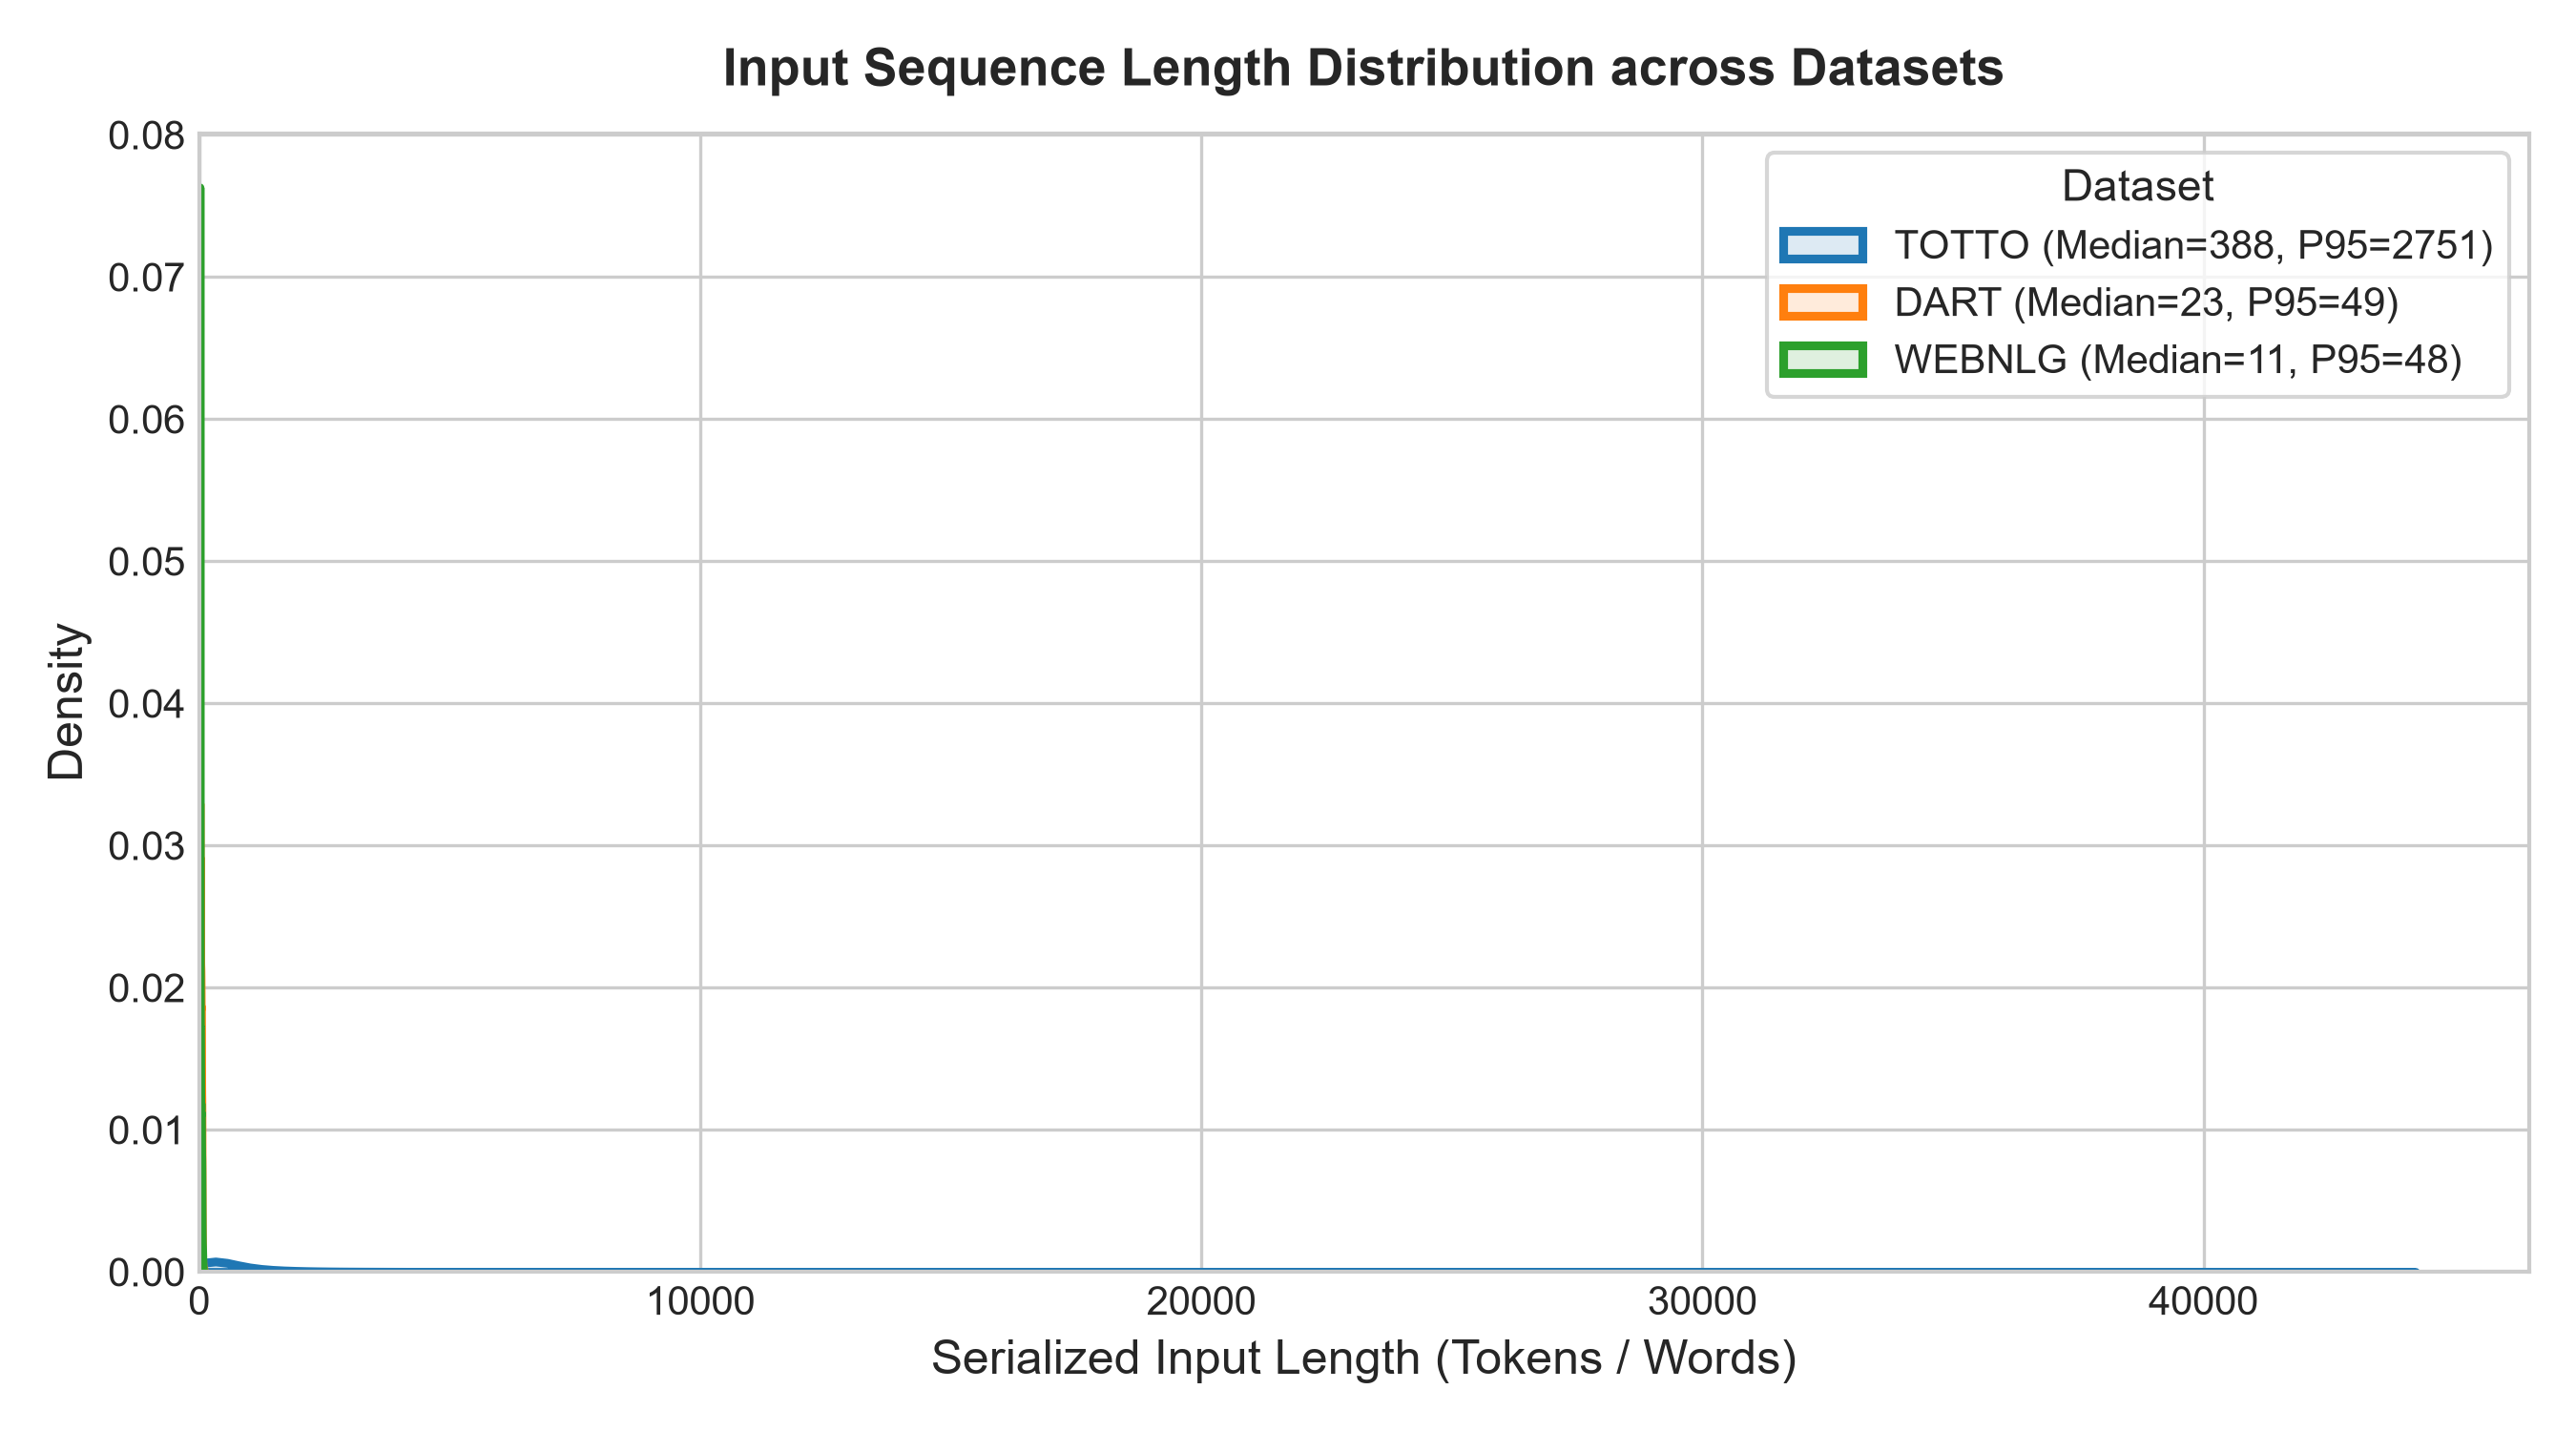 Input Sequence Length Distribution across Datasets
0.08
0.07
0.06
0.05
0.04
0.03
0.02
0.01
0.00
Density
Dataset
TOTTO (Median=388, P95=2751)
DART (Median=23, P95=49)
WEBNLG (Median=11, P95=48)
0 10000 20000 30000 40000
Serialized Input Length (Tokens / Words)